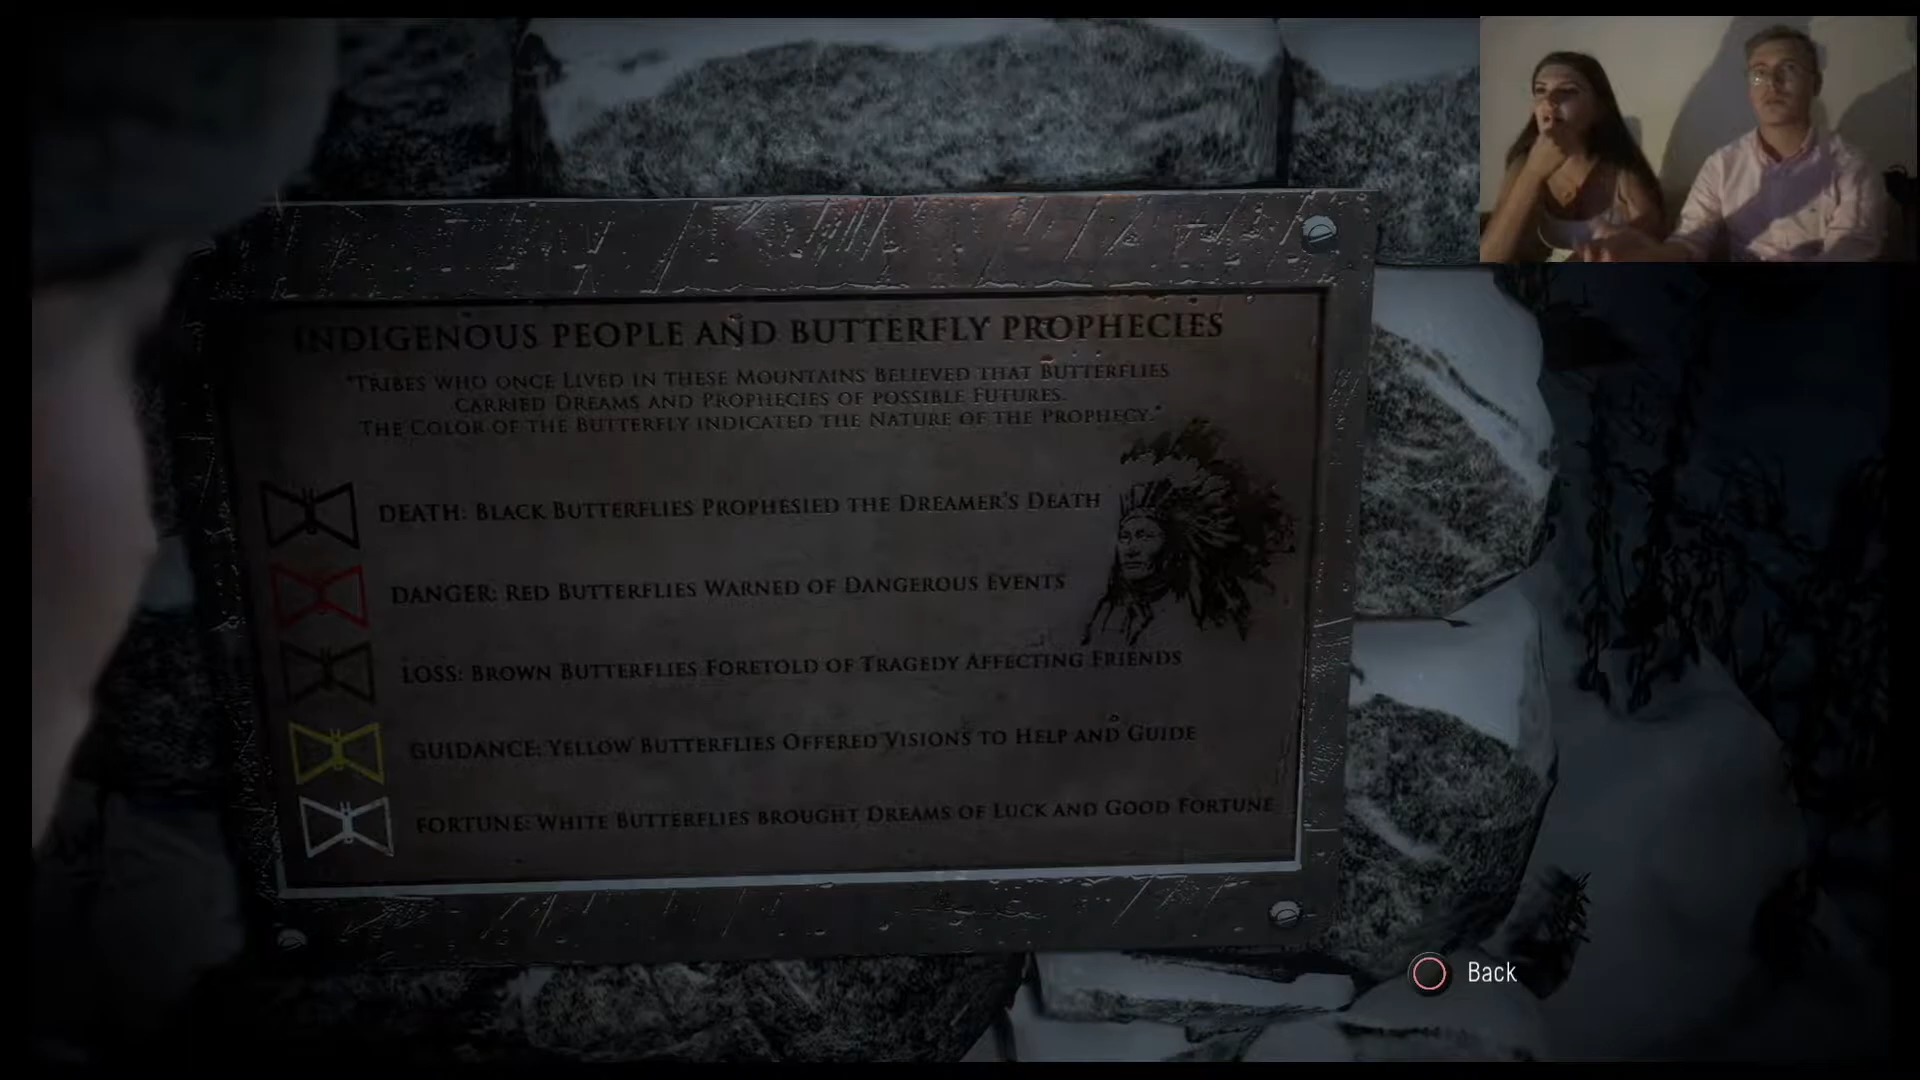 INDIGENOUS PEOPLE AND BUTTERFLY PROPHECIES
"TRIBES WHO ONCE LIVED IN THESE MOUNTAINS BELIEVED THAT BUTTERFLIES
CARRIED DREAMS AND PROPHECIES OF POSSIBLE FUTURES.
THE COLOR OF THE BUTTERFLY INDICATED THE NATURE OF THE PROPHECY."
DEATH: BLACK BUTTERFLIES PROPHESIED THE DREAMER'S DEATH
DANGER: RED BUTTERFLIES WARNED OF DANGEROUS EVENTS
LOSS: BROWN BUTTERFLIES FORETOLD OF TRAGEDY AFFECTING FRIENDS
GUIDANCE: YELLOW BUTTERFLIES OFFERED VISIONS TO HELP AND GUIDE
FORTUNE: WHITE BUTTERFLIES BROUGHT DREAMS OF LUCK AND GOOD FORTUNE
Back